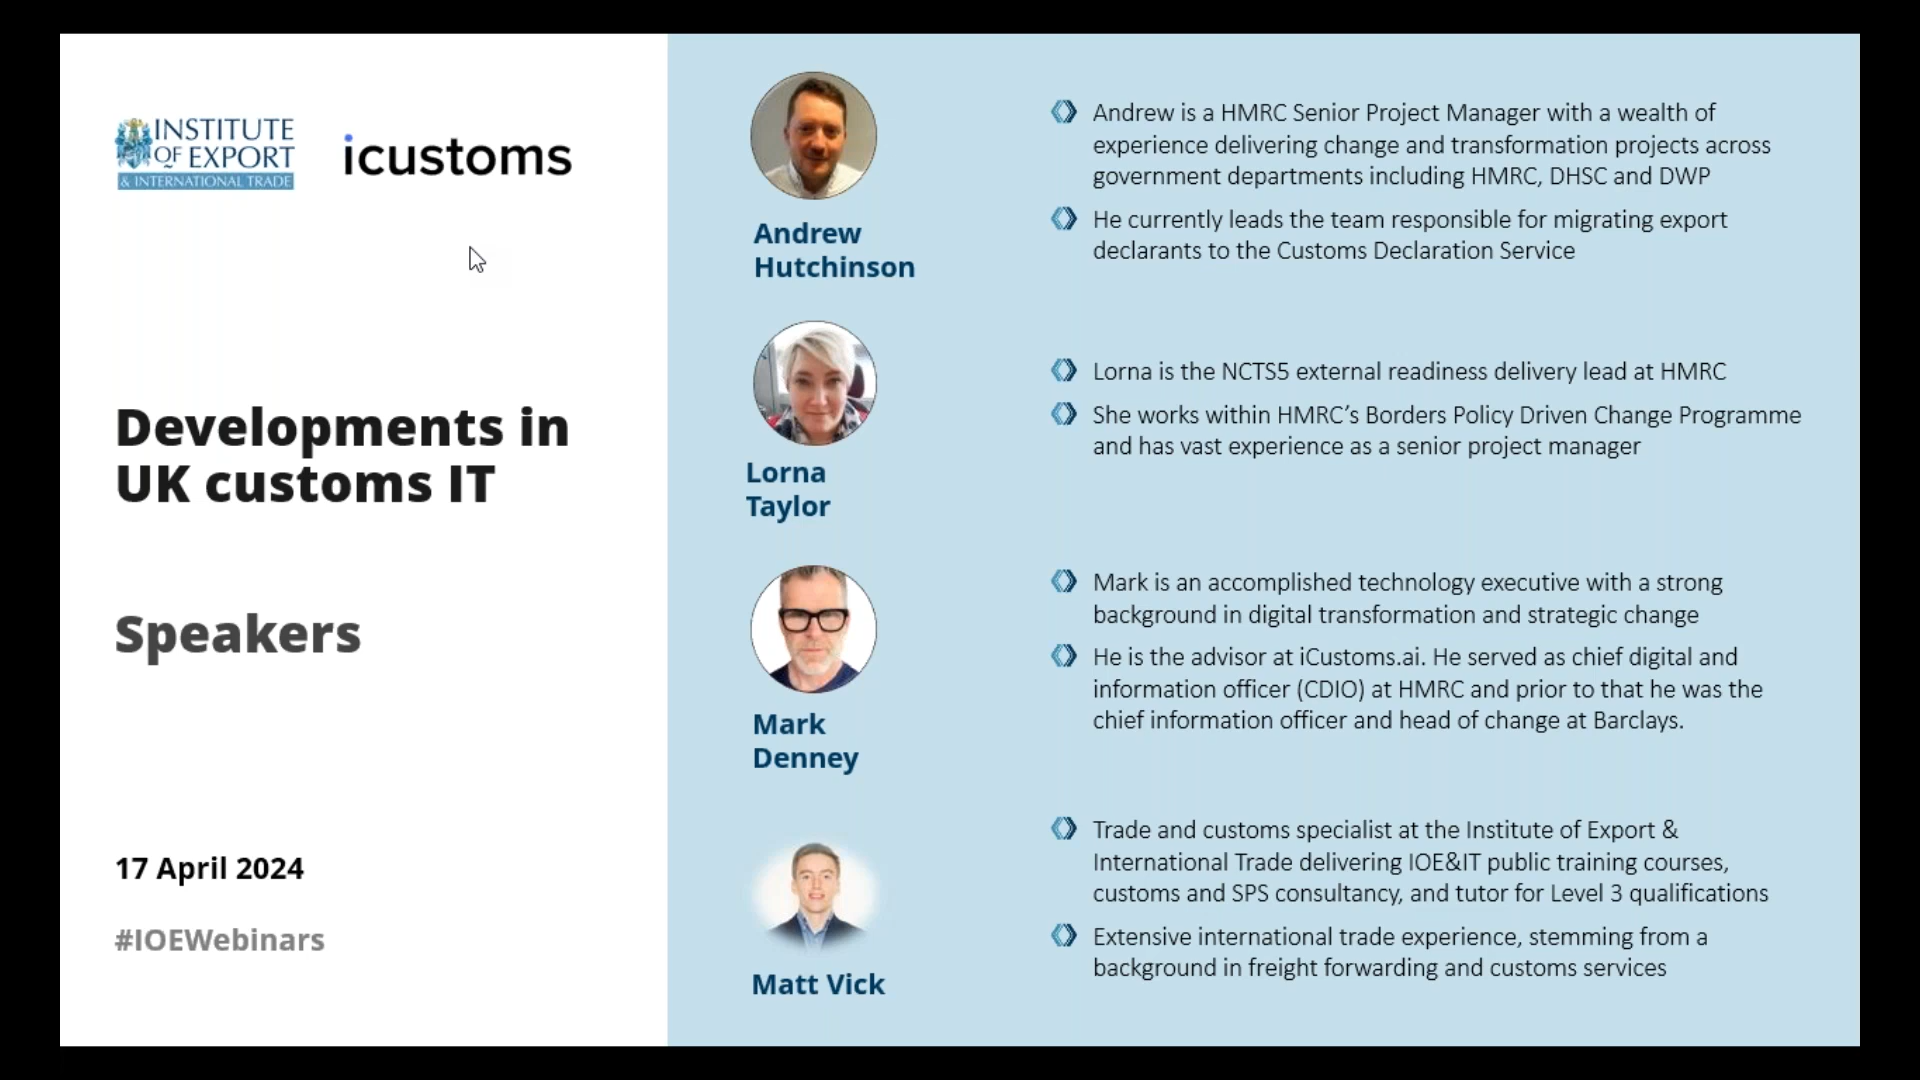 INSTITUTE
OF EXPORT
& INTERNATIONAL TRADE
icustoms
Developments in
UK customs IT
Speakers
17 April 2024
#IOEWebinars
Andrew
Hutchinson
Andrew is a HMRC Senior Project Manager with a wealth of
experience delivering change and transformation projects across
government departments including HMRC, DHSC and DWP
He currently leads the team responsible for migrating export
declarants to the Customs Declaration Service
Lorna
Taylor
Lorna is the NCTS5 external readiness delivery lead at HMRC
She works within HMRC’s Borders Policy Driven Change Programme
and has vast experience as a senior project manager
Mark
Denney
Mark is an accomplished technology executive with a strong
background in digital transformation and strategic change
He is the advisor at iCustoms.ai. He served as chief digital and
information officer (CDIO) at HMRC and prior to that he was the
chief information officer and head of change at Barclays.
Matt Vick
Trade and customs specialist at the Institute of Export &
International Trade delivering IOE&IT public training courses,
customs and SPS consultancy, and tutor for Level 3 qualifications
Extensive international trade experience, stemming from a
background in freight forwarding and customs services